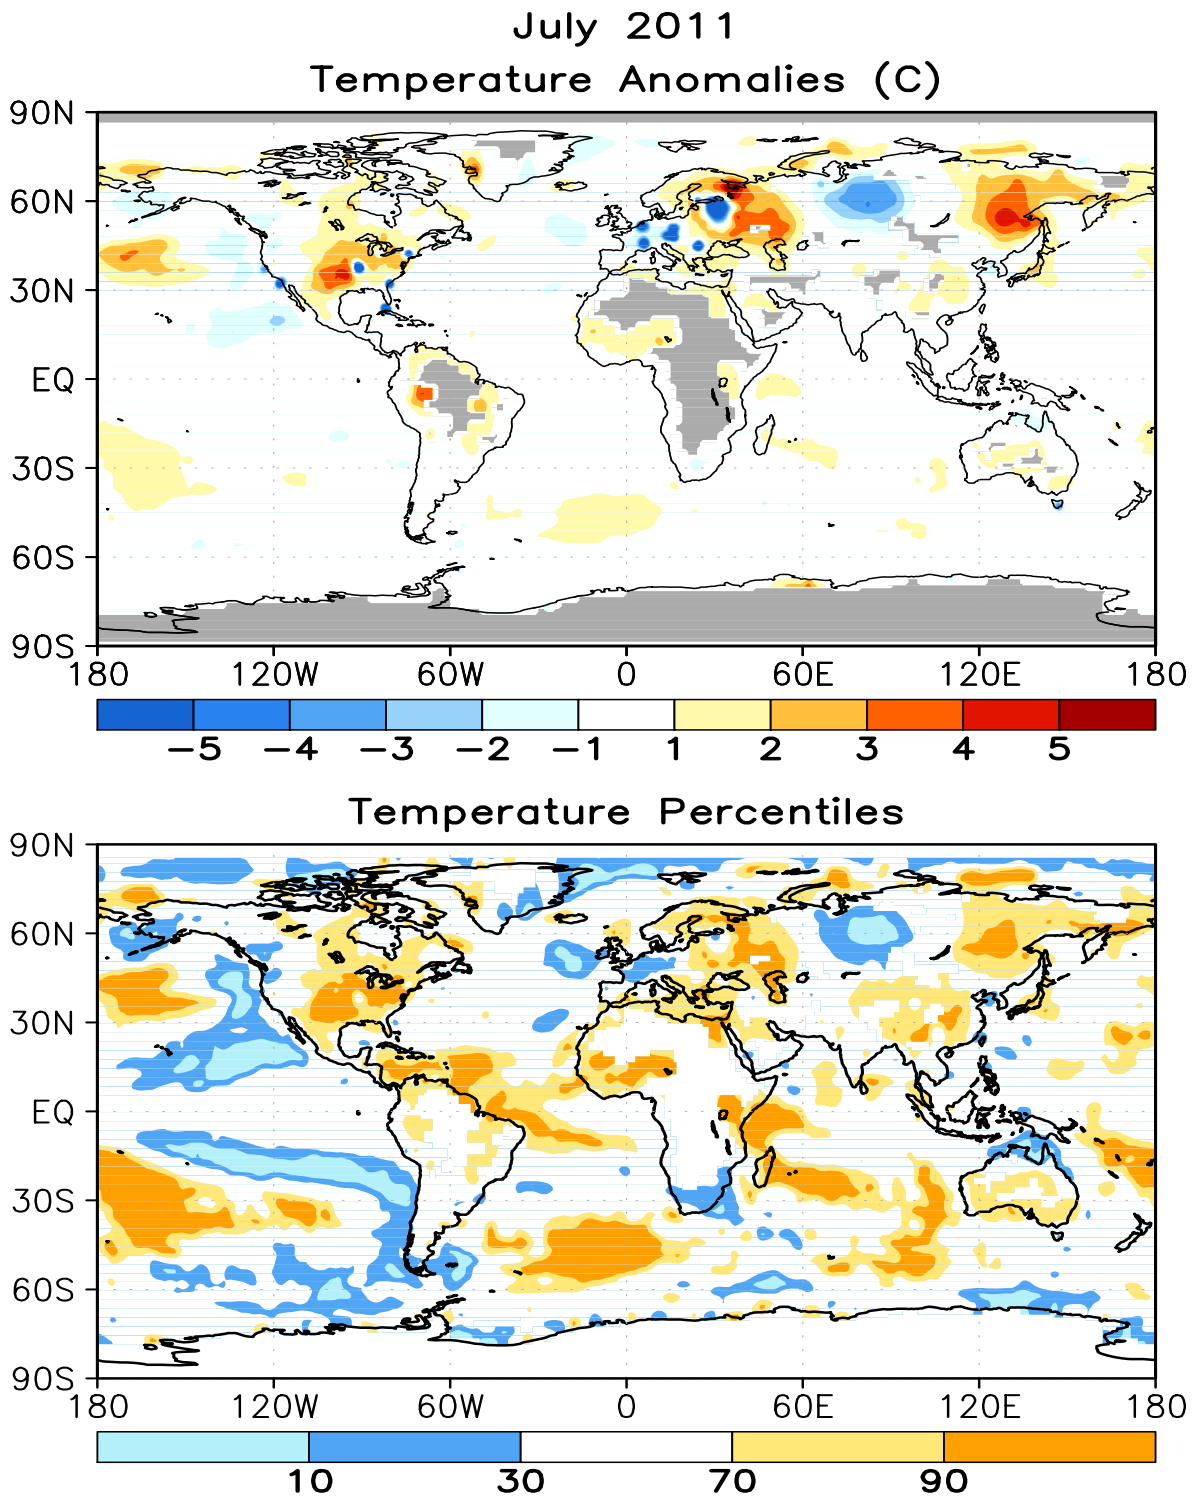 July 2011
Temperature Anomalies (C)
90N
60N
30N
EQ
30S
60S
90S
180 120W 60W 0 60E 120E 180
−5 −4 −3 −2 −1 1 2 3 4 5
Temperature Percentiles
90N
60N
30N
EQ
30S
60S
90S
180 120W 60W 0 60E 120E 180
10 30 70 90